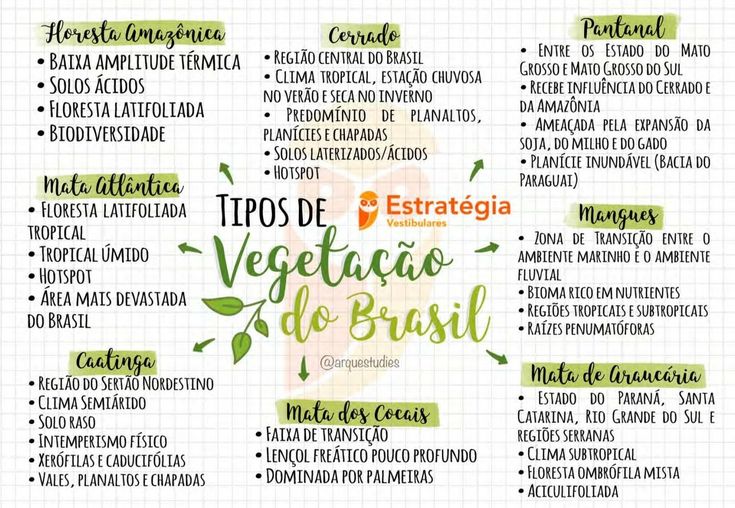 Floresta Amazônica
• Baixa amplitude térmica
• Solos ácidos
• Floresta latifoliada
• Biodiversidade
Cerrado
• Região central do Brasil
• Clima tropical, estação chuvosa
no verão e seca no inverno
• Predomínio de planaltos,
planícies e chapadas
• Solos laterizados/ácidos
• Hotspot
Pantanal
• Entre os Estado do Mato
Grosso e Mato Grosso do Sul
• Recebe influência do Cerrado e
da Amazônia
• Ameaçada pela expansão da
soja, do milho e do gado
• Planície inundável (Bacia do
Paraguai)
Mata Atlântica
• Floresta latifoliada
tropical
• Tropical úmido
• Hotspot
• Área mais devastada
do Brasil
Tipos de
Vegetação
do Brasil
Estratégia
Vestibulares
@arquestudies
Mangues
• Zona de transição entre o
ambiente marinho e o ambiente
fluvial
• Bioma rico em nutrientes
• Regiões tropicais e subtropicais
• Raízes penumatóforas
Caatinga
• Região do Sertão Nordestino
• Clima Semiárido
• Solo raso
• Intemperismo físico
• Xerófilas e caducifólias
• Vales, planaltos e chapadas
Mata dos Cocais
• Faixa de transição
• Lençol freático pouco profundo
• Dominada por palmeiras
Mata de Araucária
• Estado do Paraná, Santa
Catarina, Rio Grande do Sul e
regiões serranas
• Clima subtropical
• Floresta ombrófila mista
• Aciculifoliada